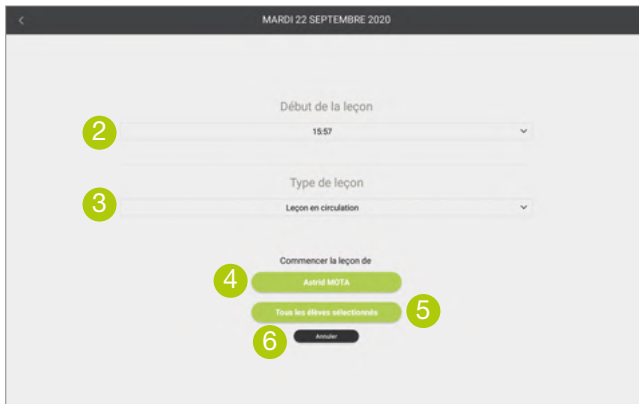 MARDI 22 SEPTEMBRE 2020
Début de la leçon
2
15:57
Type de leçon
3
Leçon en circulation
Commencer la leçon de
4
Astrid MOTA
Tous les élèves sélectionnés
5
6
Annuler